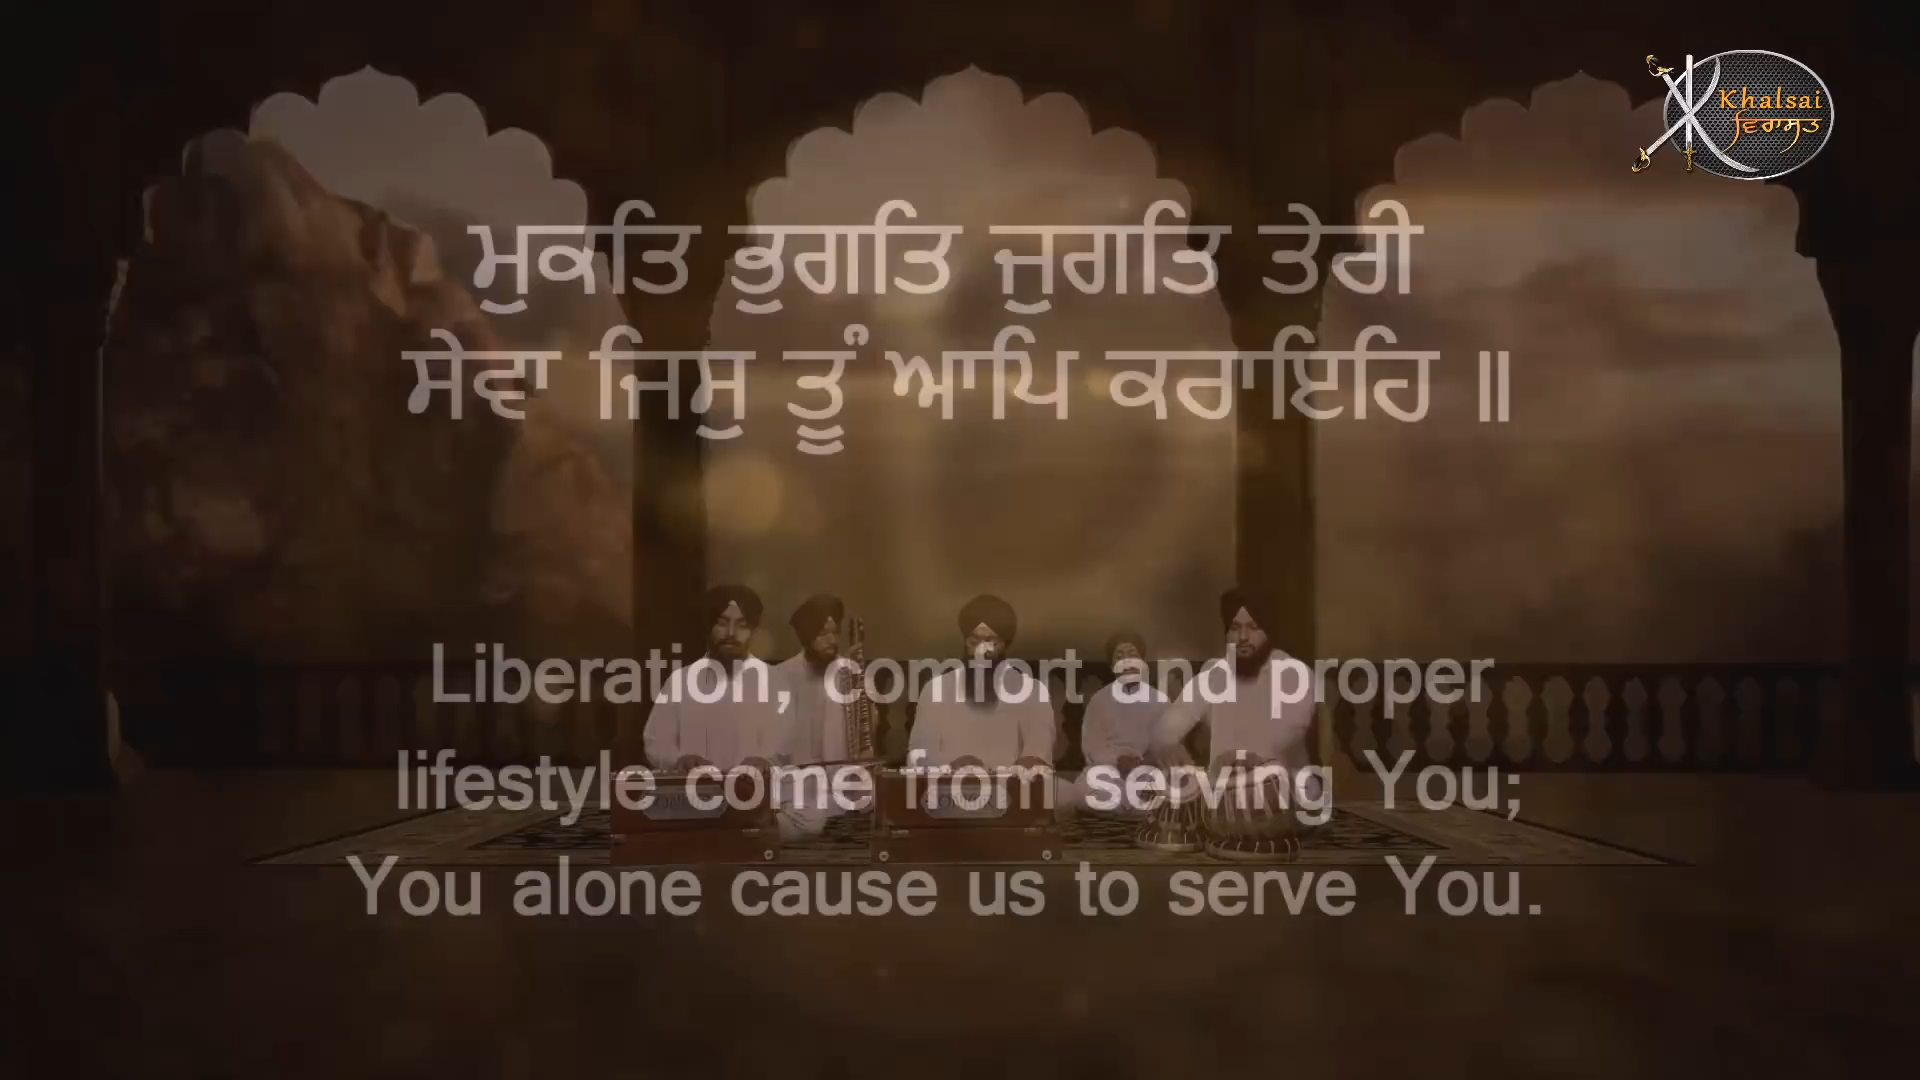 Khalsai
ਵਿਰਾਸਤ
ਮੁਕਤਿ ਭੁਗਤਿ ਜੁਗਤਿ ਤੇਰੀ
ਸੇਵਾ ਜਿਸੁ ਤੂੰ ਆਪਿ ਕਰਾਇਹਿ ॥
Liberation, comfort and proper
lifestyle come from serving You;
You alone cause us to serve You.